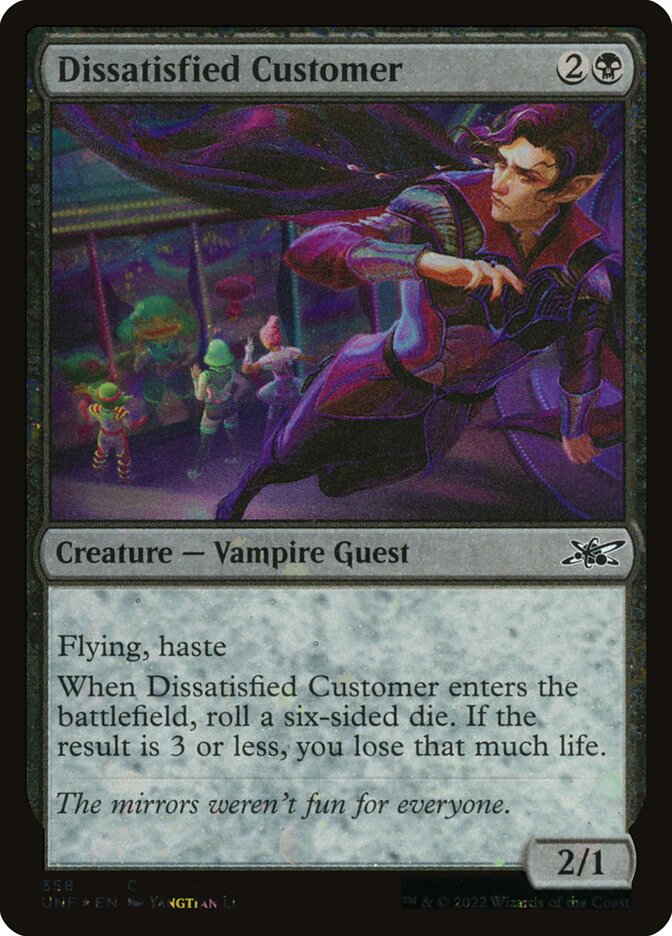 Dissatisfied Customer
2
Creature — Vampire Guest
Flying, haste
When Dissatisfied Customer enters the
battlefield, roll a six-sided die. If the
result is 3 or less, you lose that much life.
The mirrors weren't fun for everyone.
2/1
358 C
UNF ★ EN YANGTIAN LI
™ & © 2022 Wizards of the Coast